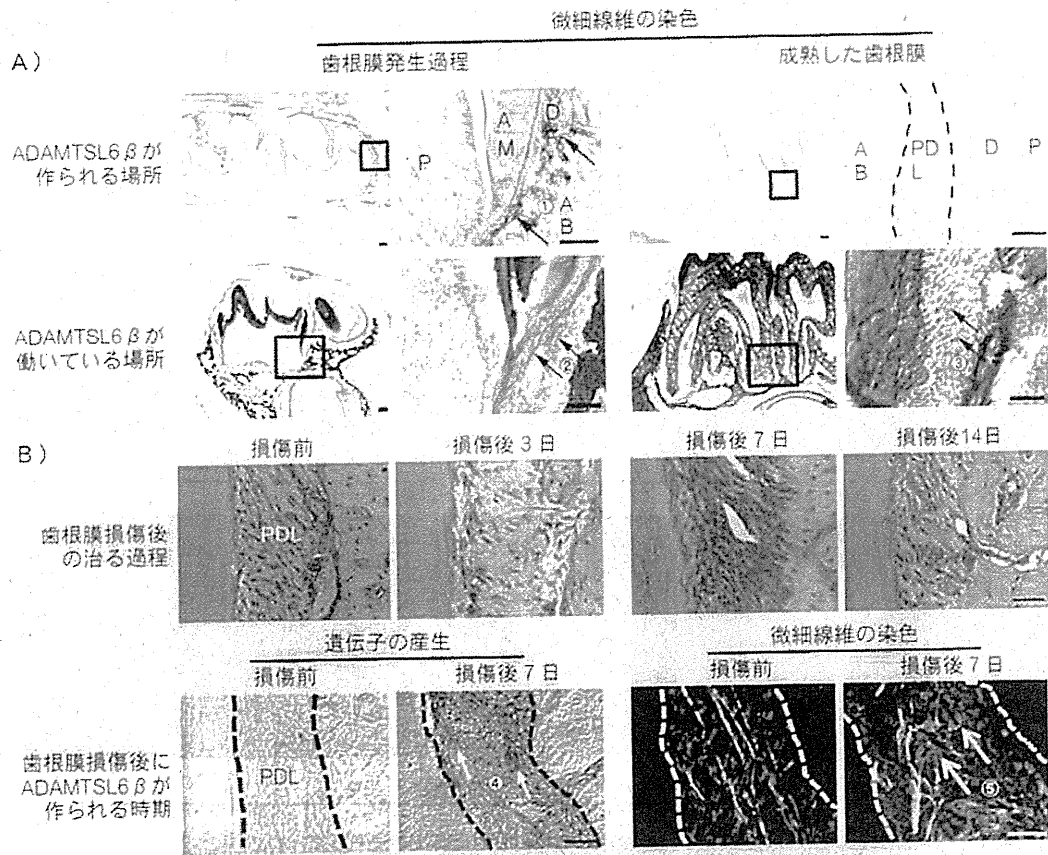 微細線維の染色
A)
歯根膜発生過程
成熟した歯根膜
ADAMTSL6βが
作られる場所
P
A
M
D
①
A
B
A
B
PD
L
D
P
ADAMTSL6βが
働いている場所
②
③
B)
損傷前
損傷後3日
損傷後7日
損傷後14日
歯根膜損傷後
の治る過程
PDL
遺伝子の産生
微細線維の染色
損傷前
損傷後7日
損傷前
損傷後7日
歯根膜損傷後に
ADAMTSL6βが
作られる時期
PDL
④
⑤